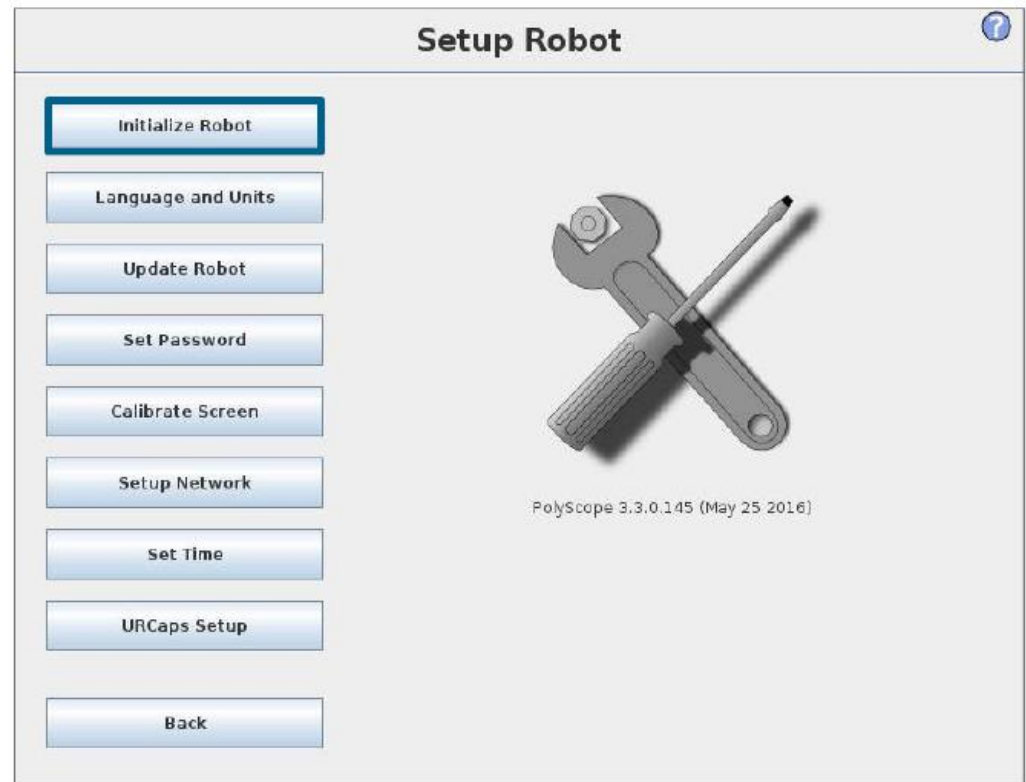 Setup Robot
?
Initialize Robot
Language and Units
Update Robot
Set Password
Calibrate Screen
Setup Network
Set Time
URCaps Setup
Back
PolyScope 3.3.0.145 (May 25 2016)